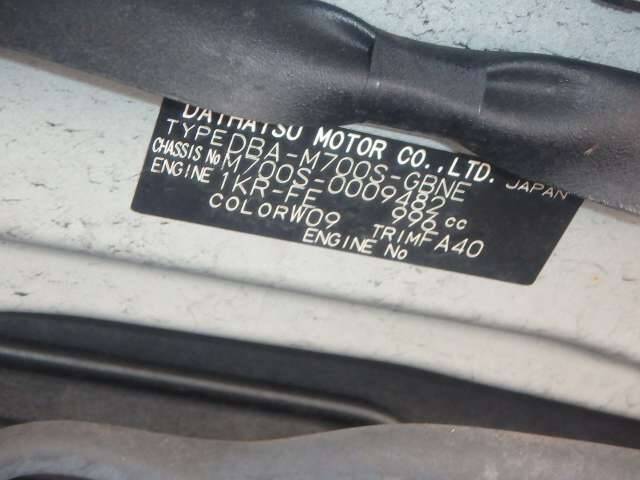 DAIHATSU MOTOR CO.,LTD. JAPAN
TYPE DBA-M700S-GBNE
CHASSIS No M700S-0009482
ENGINE 1KR-FE 996 cc
COLOR W09 TRIM FA40
ENGINE No